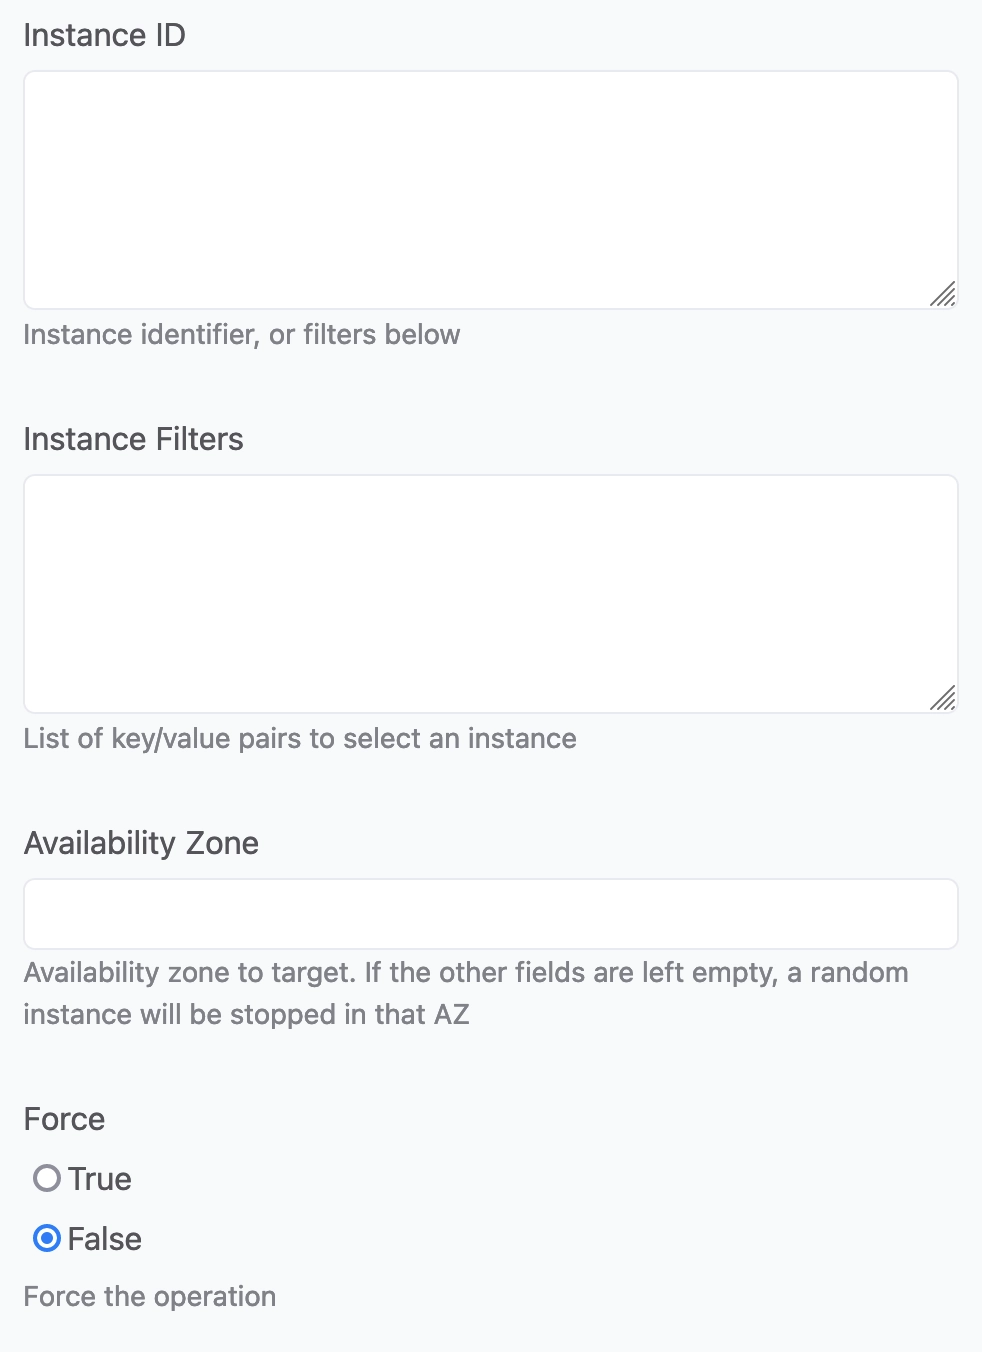 Instance ID
Instance identifier, or filters below
Instance Filters
List of key/value pairs to select an instance
Availability Zone
Availability zone to target. If the other fields are left empty, a random
instance will be stopped in that AZ
Force
True
False
Force the operation